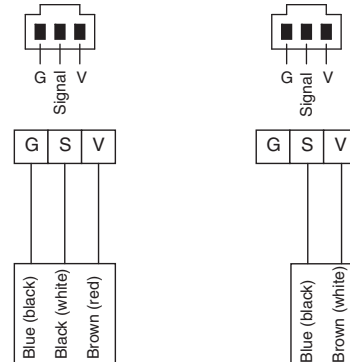 G Signal V
G S V
Blue (black)
Black (white)
Brown (red)
G Signal V
G S V
Blue (black)
Brown (white)